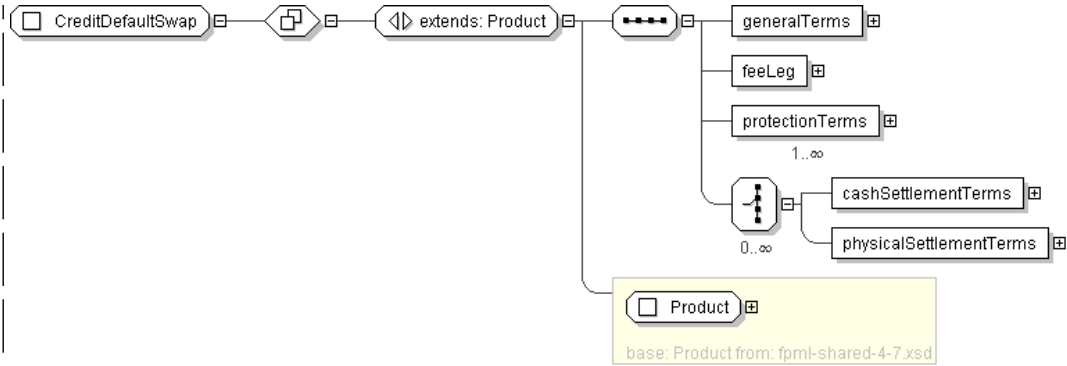 CreditDefaultSwap
extends: Product
generalTerms
feeLeg
protectionTerms
1..∞
cashSettlementTerms
0..∞
physicalSettlementTerms
Product
base: Product from: fpml-shared-4-7.xsd